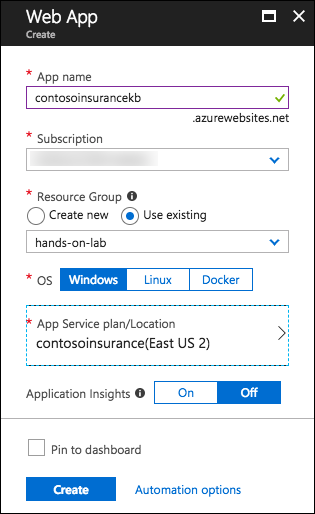 Web App
Create
* App name
contosoinsurancekb
.azurewebsites.net
* Subscription
* Resource Group
Create new Use existing
hands-on-lab
* OS Windows Linux Docker
* App Service plan/Location
contosoinsurance(East US 2)
Application Insights On Off
Pin to dashboard
Create Automation options